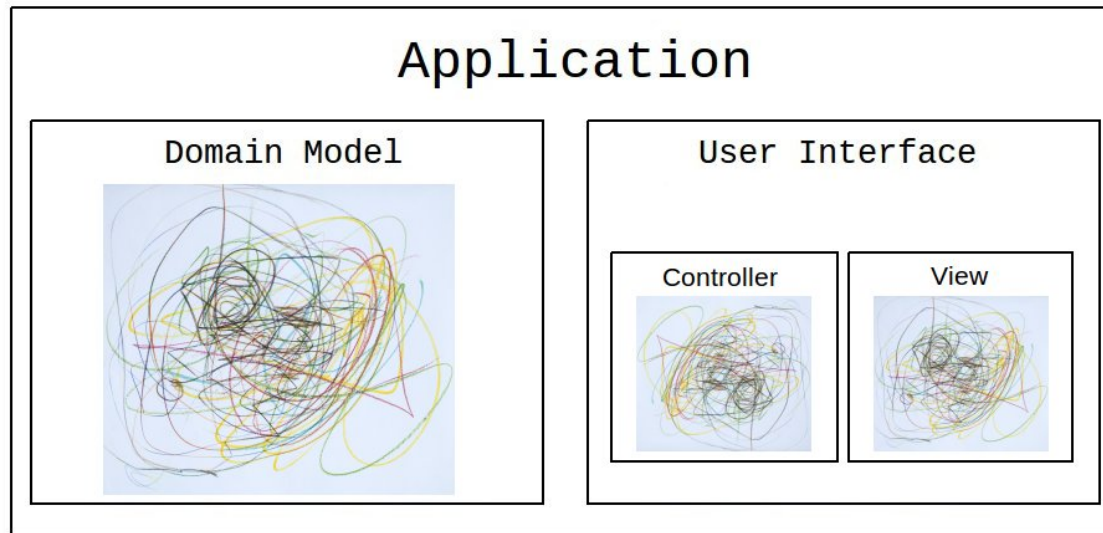 Application
Domain Model
User Interface
Controller
View